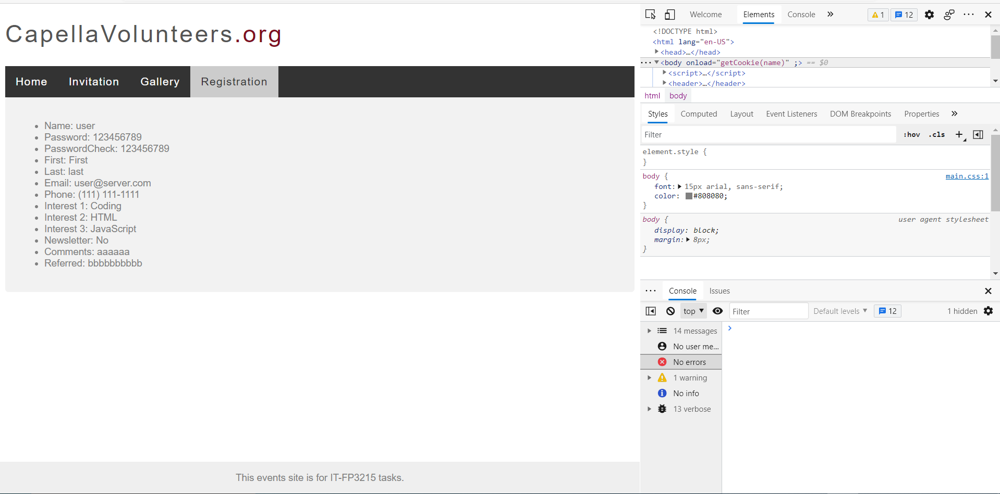 CapellaVolunteers.org
Home Invitation Gallery Registration
Name: user
Password: 123456789
PasswordCheck: 123456789
First: First
Last: last
Email: user@server.com
Phone: (111) 111-1111
Interest 1: Coding
Interest 2: HTML
Interest 3: JavaScript
Newsletter: No
Comments: aaaaaa
Referred: bbbbbbbbbb
This events site is for IT-FP3215 tasks.
Welcome Elements Console » 1 12
<!DOCTYPE html>
<html lang="en-US">
<head>…</head>
<body onload="getCookie(name)" ;> == $0
<script>…</script>
<header>…</header>
html body
Styles Computed Layout Event Listeners DOM Breakpoints Properties »
Filter :hov .cls +
element.style {
}
body { main.css:1
font: 15px arial, sans-serif;
color: #808080;
}
body { user agent stylesheet
display: block;
margin: 8px;
}
Console Issues
top Filter Default levels 12 1 hidden
14 messages
No user me...
No errors
1 warning
No info
13 verbose